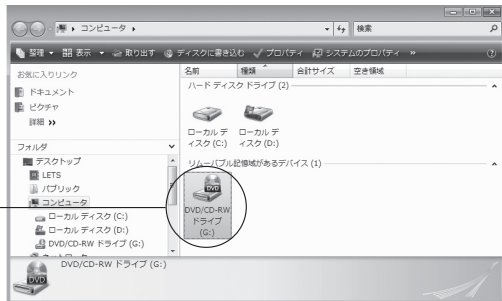 コンピュータ
検索
整理 表示 取り出す ディスクに書き込む プロパティ システムのプロパティ »
お気に入りリンク
ドキュメント
ピクチャ
詳細 »
フォルダ
デスクトップ
LETS
パブリック
コンピュータ
ローカル ディスク (C:)
ローカル ディスク (D:)
DVD/CD-RW ドライブ (G:)
名前 種類 合計サイズ 空き領域
ハード ディスク ドライブ (2)
ローカル デ
ィスク (C:)
ローカル デ
ィスク (D:)
リムーバブル記憶域があるデバイス (1)
DVD
DVD/CD-RW
ドライブ
(G:)
DVD
DVD/CD-RW ドライブ (G:)